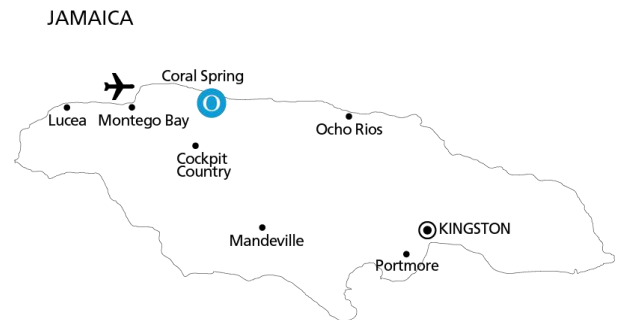 JAMAICA
Coral Spring
O
Lucea
Montego Bay
Ocho Rios
Cockpit
Country
Mandeville
KINGSTON
Portmore